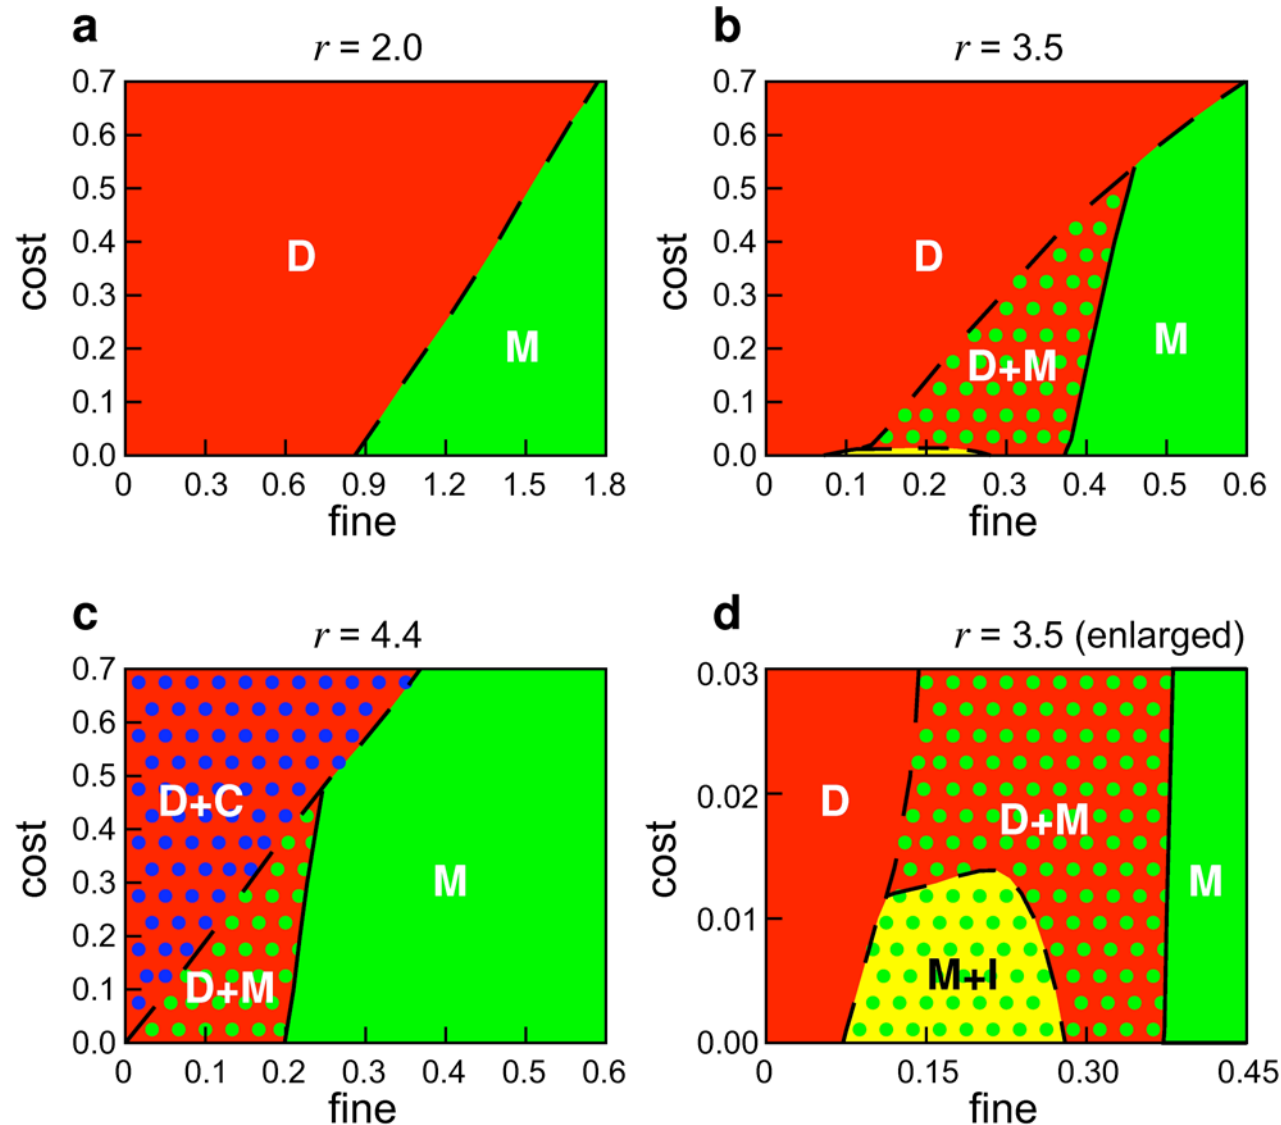 a
r = 2.0
0.7
0.6
0.5
0.4
0.3
0.2
0.1
0.0
cost
D
M
0 0.3 0.6 0.9 1.2 1.5 1.8
fine
b
r = 3.5
0.7
0.6
0.5
0.4
0.3
0.2
0.1
0.0
cost
D
D+M
M
0 0.1 0.2 0.3 0.4 0.5 0.6
fine
c
r = 4.4
0.7
0.6
0.5
0.4
0.3
0.2
0.1
0.0
cost
D+C
D+M
M
0 0.1 0.2 0.3 0.4 0.5 0.6
fine
d
r = 3.5 (enlarged)
0.03
0.02
0.01
0.00
cost
D
D+M
M
M+I
0 0.15 0.30 0.45
fine